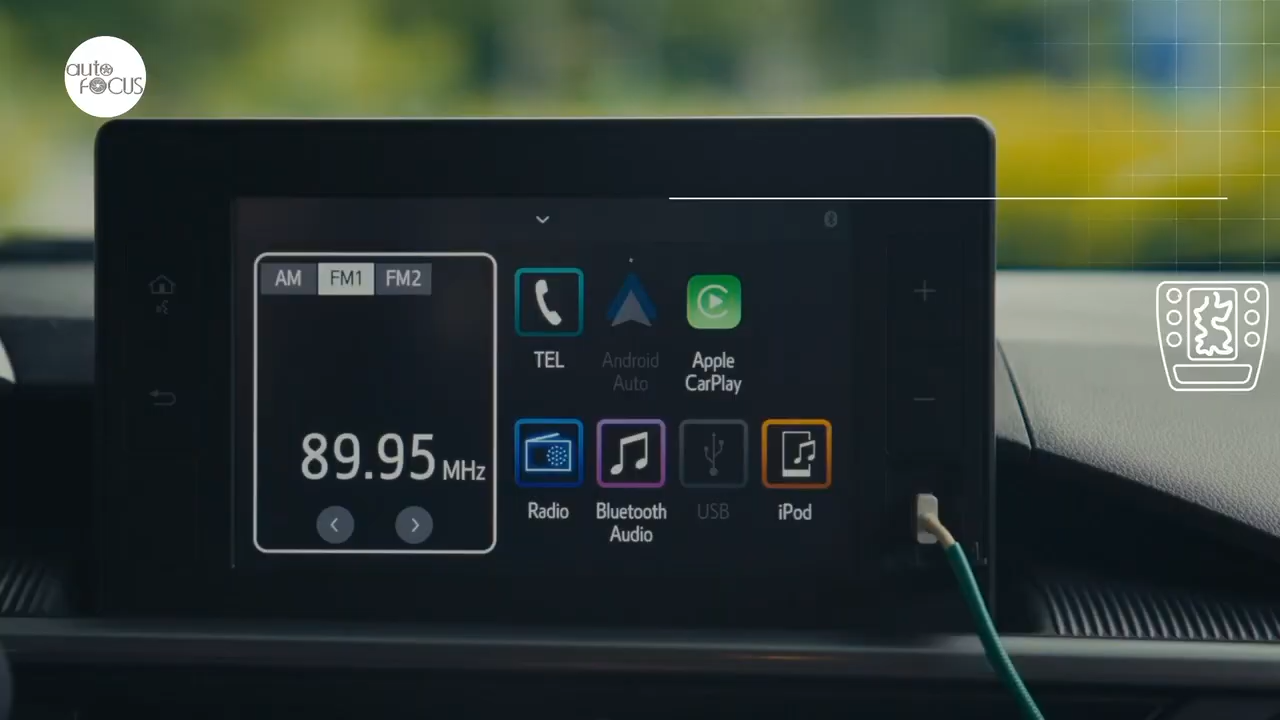 auto
FOCUS
AM FM1 FM2
89.95 MHz
TEL
Android
Auto
Apple
CarPlay
Radio
Bluetooth
Audio
USB
iPod